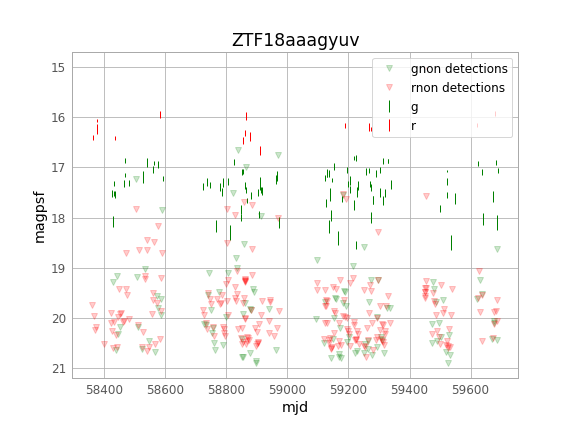 ZTF18aaagyuv
gnon detections
rnon detections
g
r
15
16
17
18
19
20
21
magpsf
58400 58600 58800 59000 59200 59400 59600
mjd